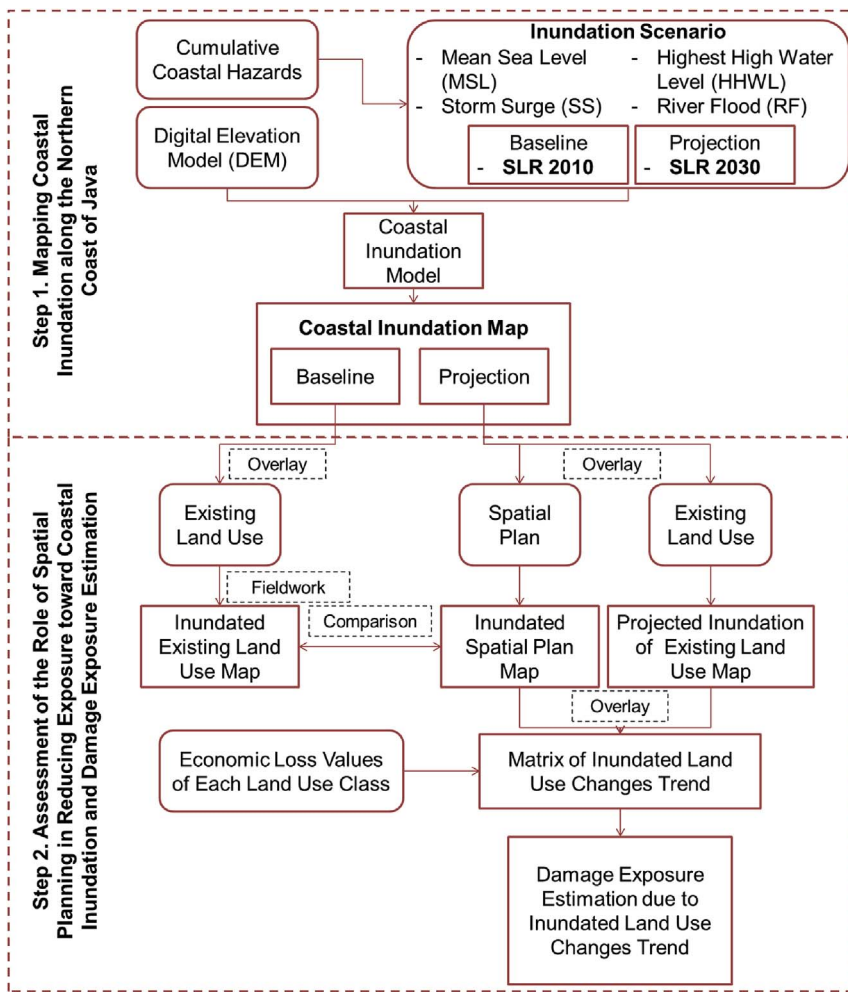 Step 1. Mapping Coastal
Inundation along the Northern
Coast of Java
Cumulative
Coastal Hazards
Digital Elevation
Model (DEM)
Inundation Scenario
- Mean Sea Level
(MSL)
- Storm Surge (SS)
- Highest High Water
Level (HHWL)
- River Flood (RF)
Baseline
- SLR 2010
Projection
- SLR 2030
Coastal
Inundation
Model
Coastal Inundation Map
Baseline
Projection
Step 2. Assessment of the Role of Spatial
Planning in Reducing Exposure toward Coastal
Inundation and Damage Exposure Estimation
Overlay
Overlay
Existing
Land Use
Spatial
Plan
Existing
Land Use
Fieldwork
Inundated
Existing Land
Use Map
Comparison
Inundated
Spatial Plan
Map
Projected Inundation
of Existing Land
Use Map
Overlay
Economic Loss Values
of Each Land Use Class
Matrix of Inundated Land
Use Changes Trend
Damage Exposure
Estimation due to
Inundated Land Use
Changes Trend